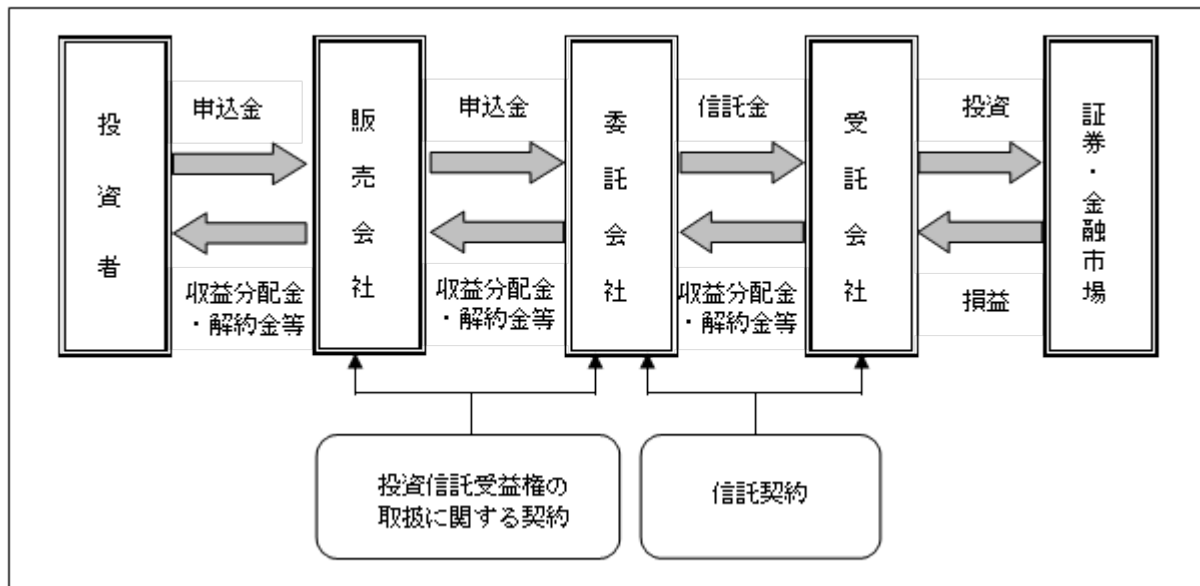 投資者
申込金
収益分配金
・解約金等
販売会社
申込金
収益分配金
・解約金等
委託会社
信託金
収益分配金
・解約金等
受託会社
投資
損益
証券・金融市場
投資信託受益権の
取扱に関する契約
信託契約